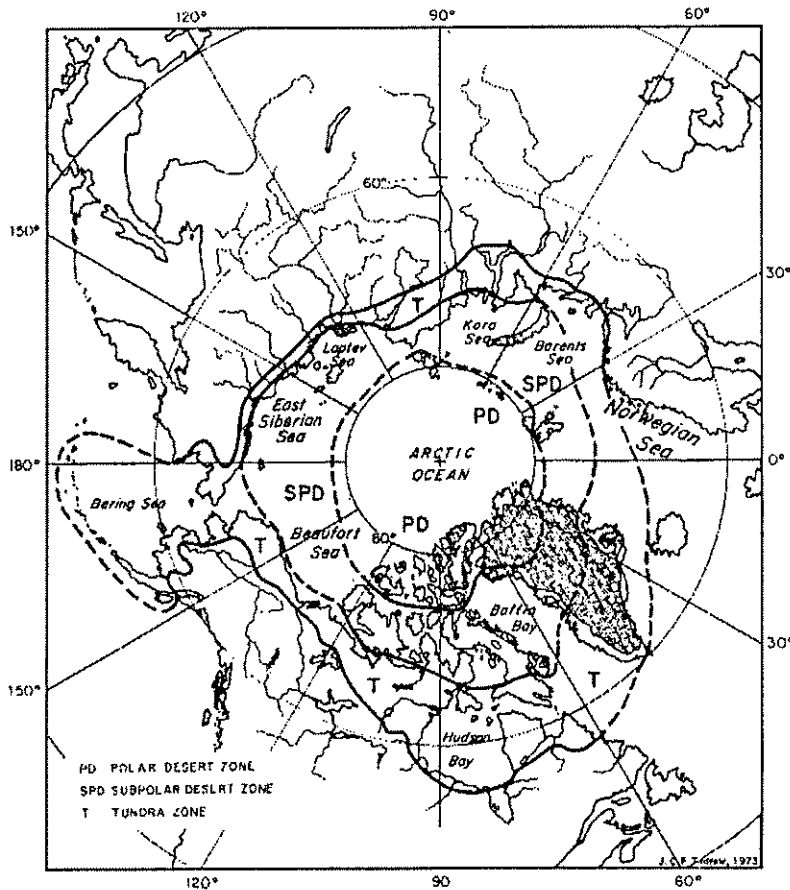 120°
90°
60°
60°
150°
30°
T
Kara
Sea
Laptev
Sea
Barents
Sea
SPD
East
Siberian
Sea
PD
Norwegian
Sea
ARCTIC
OCEAN
180°
0°
Bering Sea
SPD
PD
Beaufort
Sea
T
Baffin
Bay
30°
T
T
150°
Hudson
Bay
PD POLAR DESERT ZONE
SPD SUBPOLAR DESERT ZONE
T TUNDRA ZONE
J.C.F. Tedrow, 1973
120°
90
60°